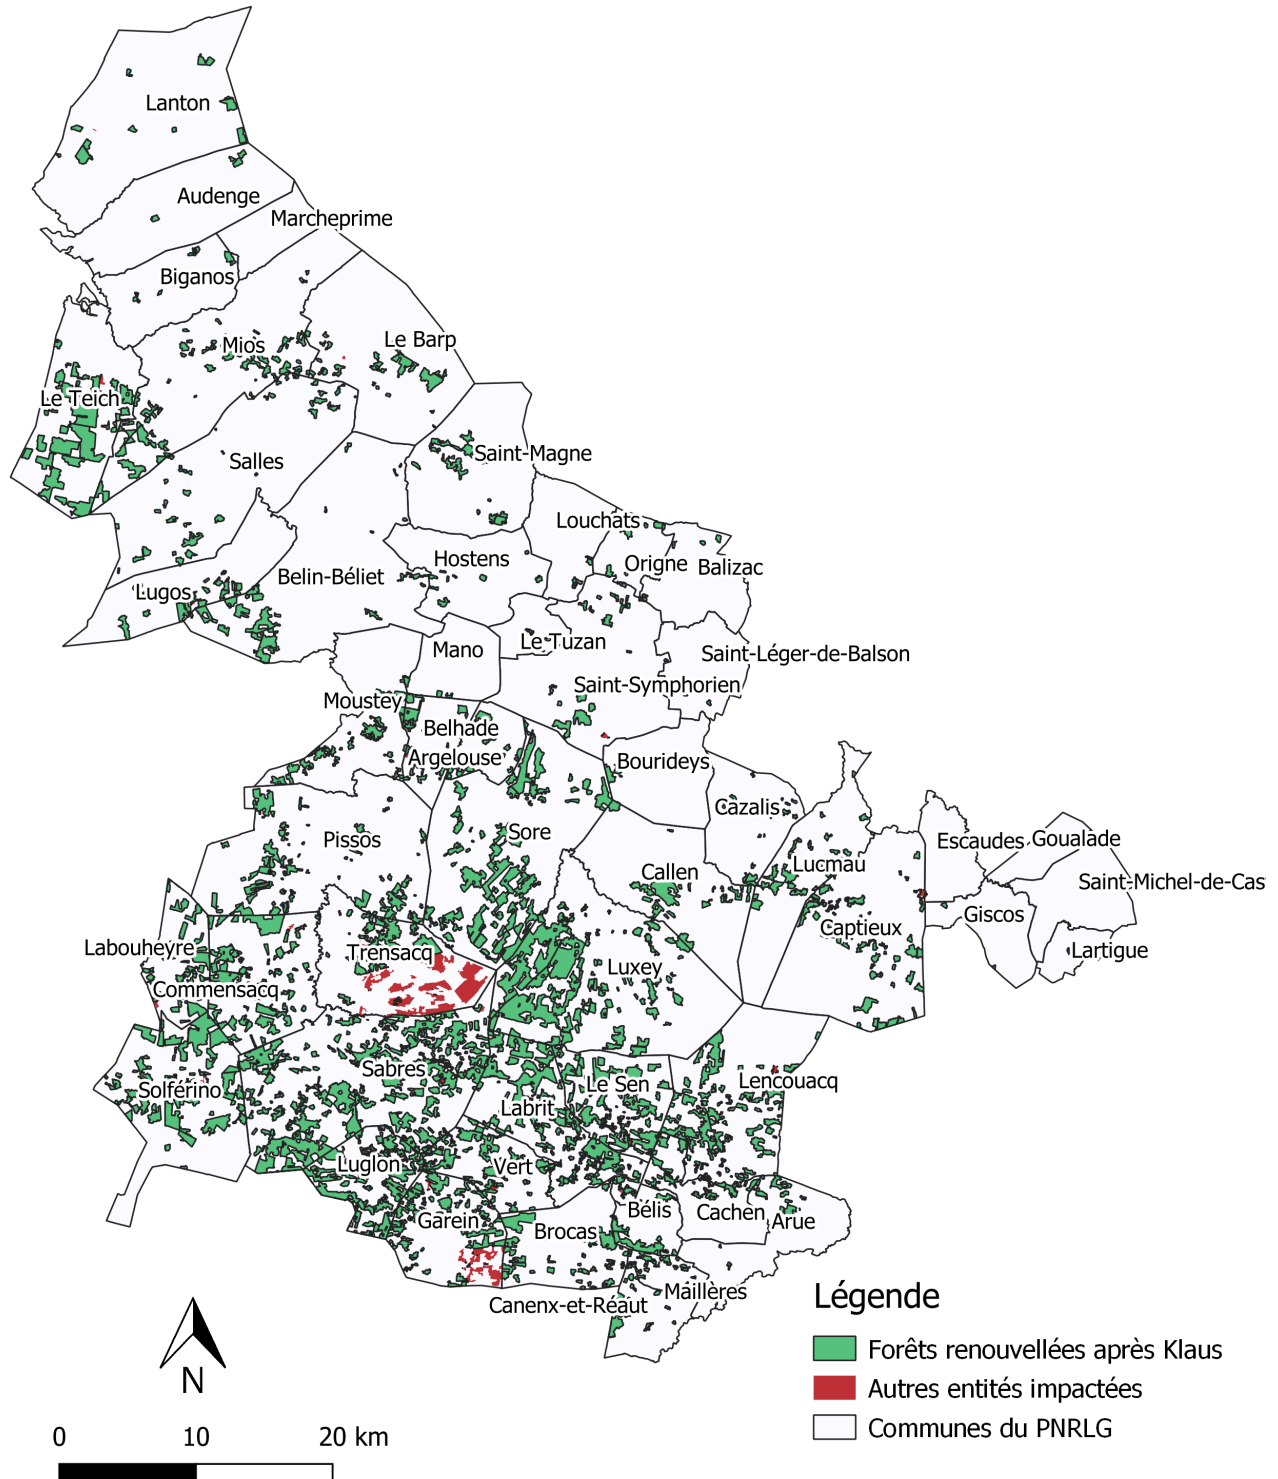 Lanton
Audenge
Marcheprime
Biganos
Mios
Le Barp
Le Teich
Saint-Magne
Salles
Louchats
Hostens
Origne
Balizac
Belin-Béliet
Lugos
Le Tuzan
Mano
Saint-Léger-de-Balson
Saint-Symphorien
Moustey
Belhade
Argelouse
Bourideys
Cazalis
Sore
Pissos
Escaudes
Goualade
Lucmau
Callen
Saint-Michel-de-Cas
Giscos
Captieux
Labouheyre
Trensacq
Lartigue
Luxey
Commensacq
Sabres
Le Sen
Lencouacq
Solférino
Labrit
Luglon
Vert
Bélis
Cachen
Arue
Garein
Brocas
Maillères
Canenx-et-Réaut
Légende
Forêts renouvellées après Klaus
Autres entités impactées
Communes du PNRLG
N
0 10 20 km